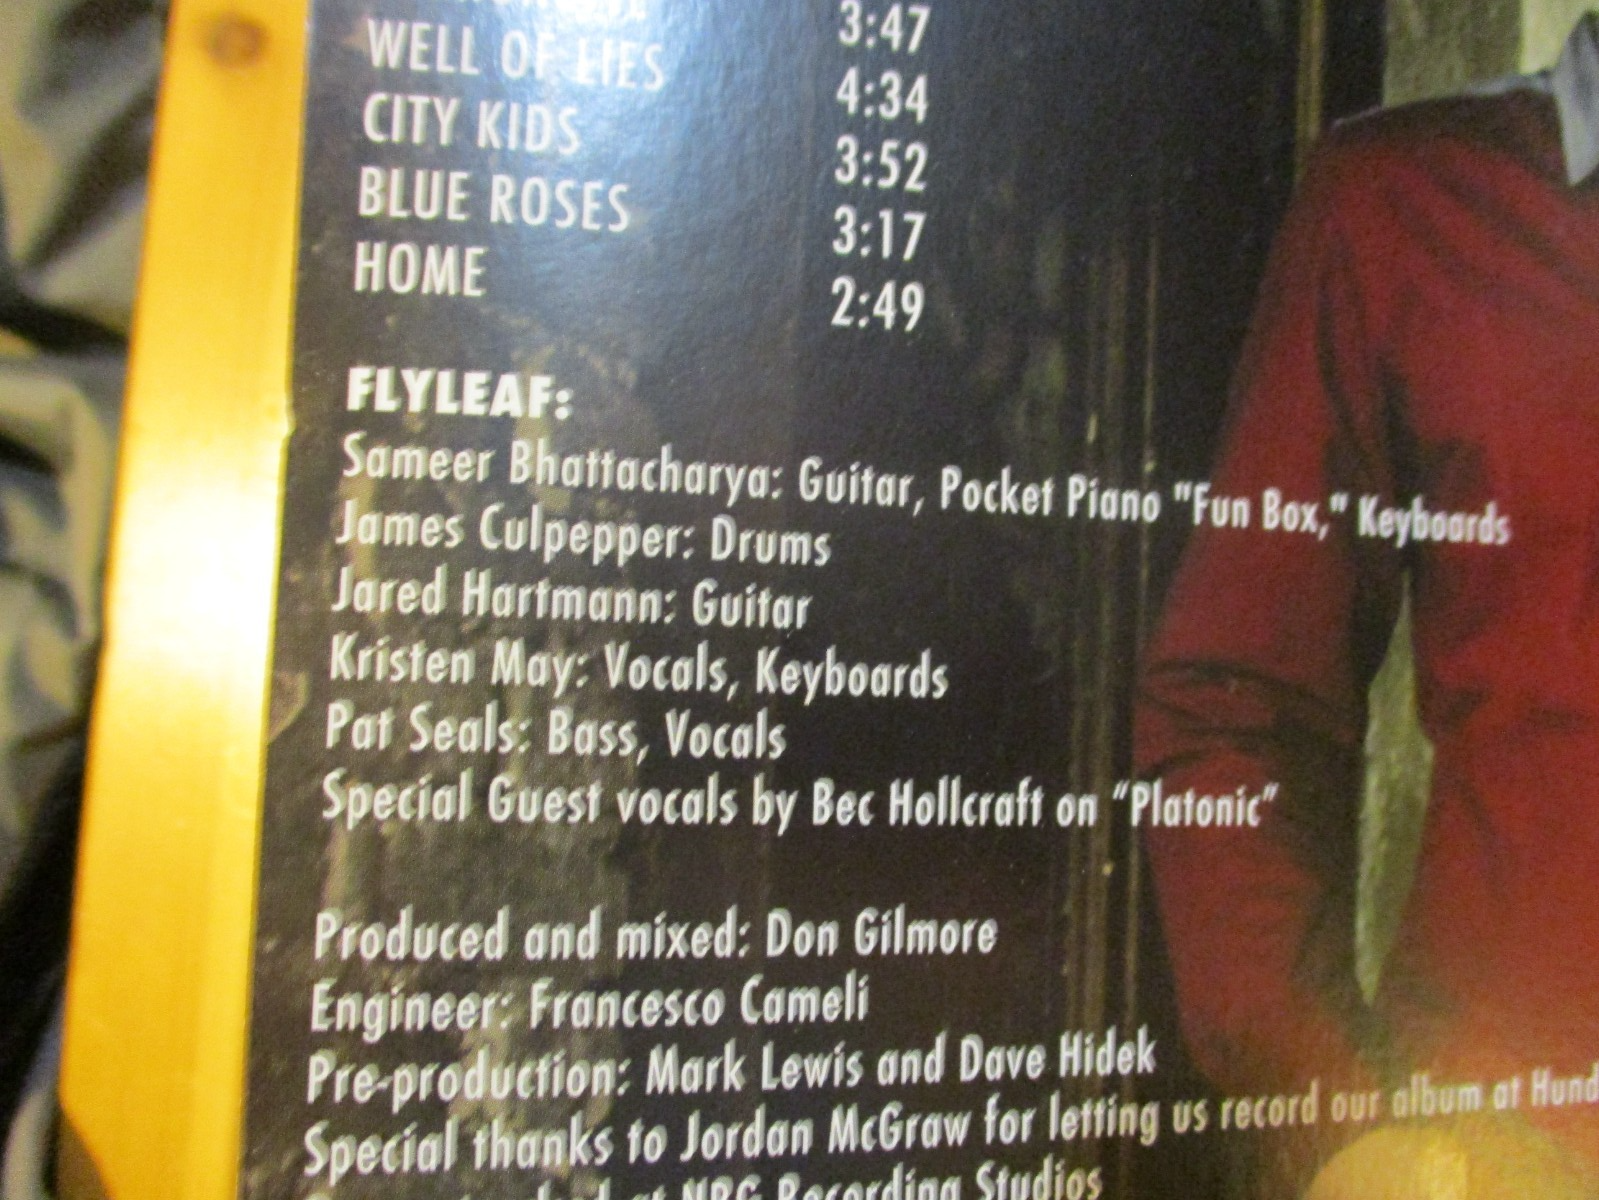 3:47
WELL OF LIES 4:34
CITY KIDS 3:52
BLUE ROSES 3:17
HOME 2:49
FLYLEAF:
Sameer Bhattacharya: Guitar, Pocket Piano "Fun Box," Keyboards
James Culpepper: Drums
Jared Hartmann: Guitar
Kristen May: Vocals, Keyboards
Pat Seals: Bass, Vocals
Special Guest vocals by Bec Hollcraft on "Platonic"
Produced and mixed: Don Gilmore
Engineer: Francesco Cameli
Pre-production: Mark Lewis and Dave Hidek
Special thanks to Jordan McGraw for letting us record our album at Hund
at NRG Recording Studios